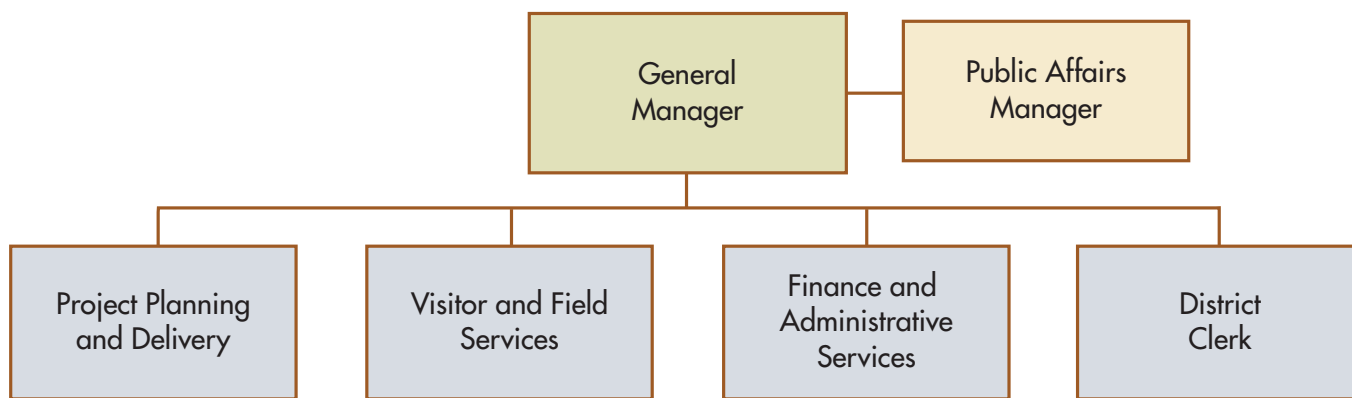 General
Manager
Public Affairs
Manager
Project Planning
and Delivery
Visitor and Field
Services
Finance and
Administrative
Services
District
Clerk